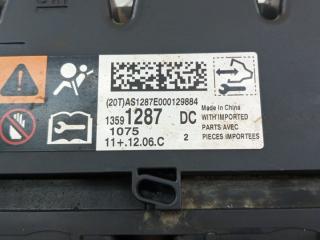 (20T)AS1287E000129884
1359 1287 DC
1075
11+.12.06.C 2
Made In China
WITH IMPORTED
PARTS AVEC
PIECES IMPORTEES